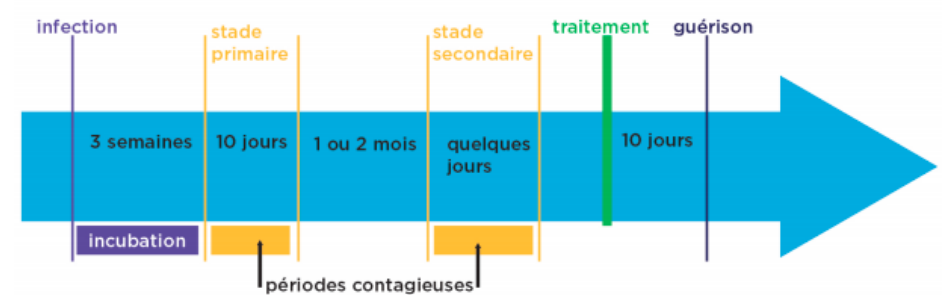 infection
stade
primaire
stade
secondaire
traitement
guérison
3 semaines
10 jours
1 ou 2 mois
quelques
jours
10 jours
incubation
périodes contagieuses